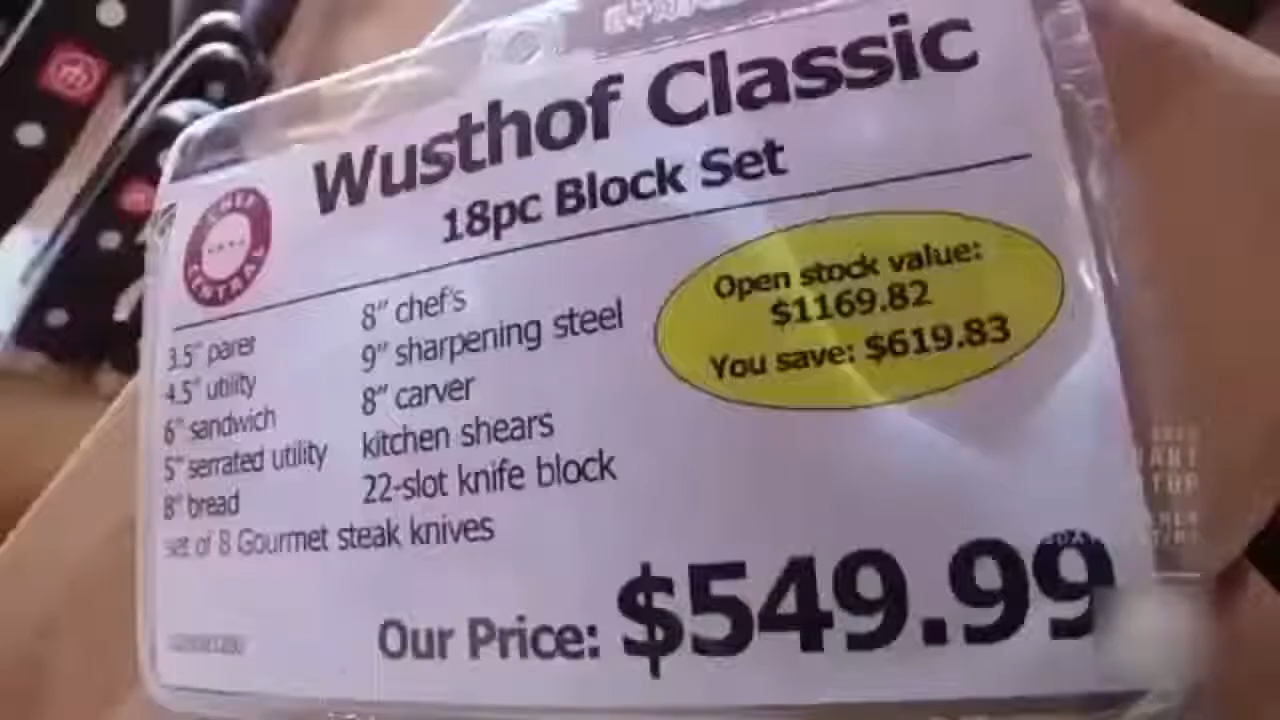 Wusthof Classic
18pc Block Set
CHEF
CENTRAL
Open stock value:
$1169.82
You save: $619.83
3.5" parer
4.5" utility
6" sandwich
5" serrated utility
8" bread
set of 8 Gourmet steak knives
8" chef's
9" sharpening steel
8" carver
kitchen shears
22-slot knife block
Our Price: $549.99